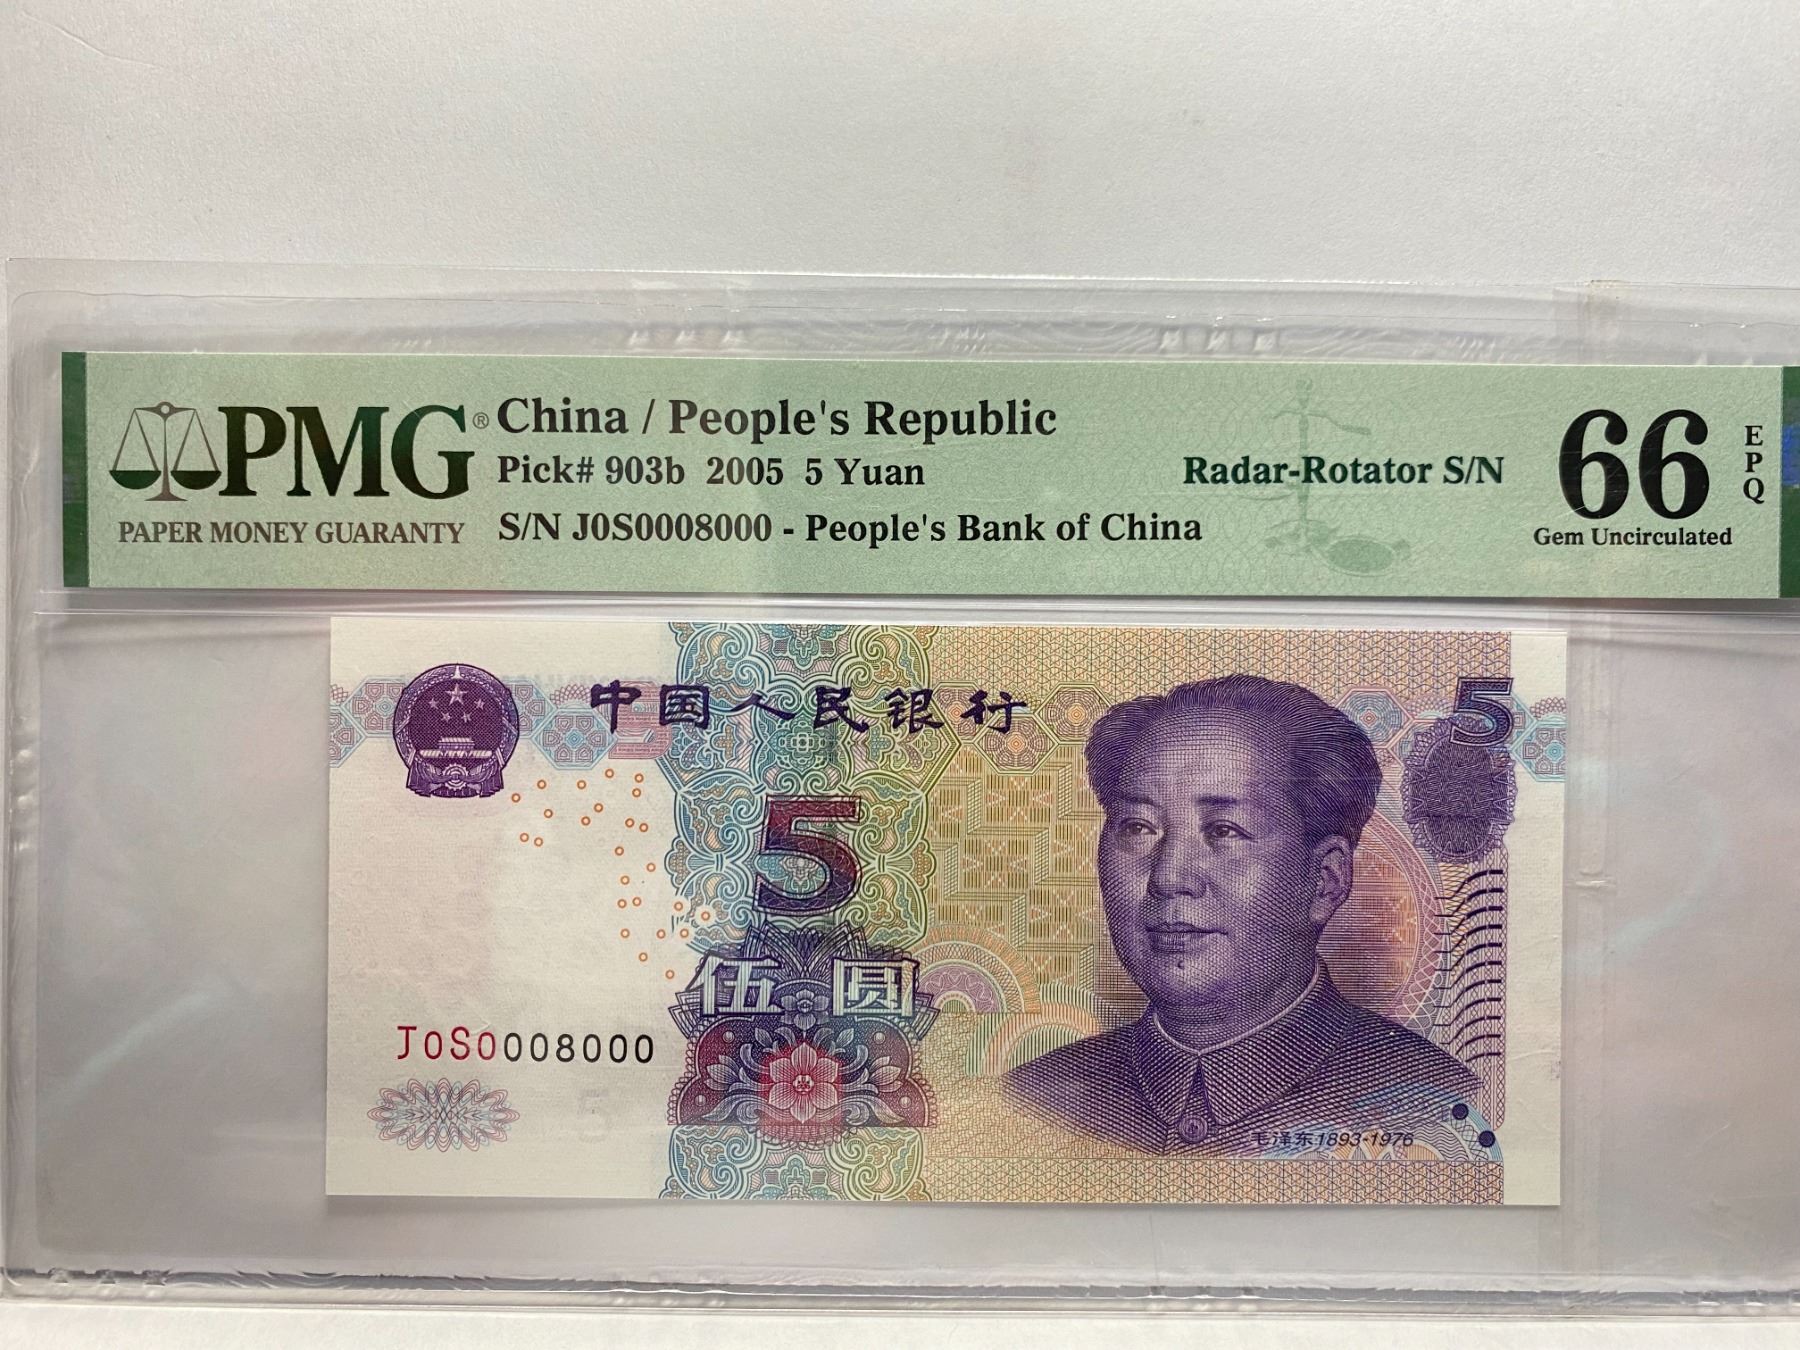 PMG®
PAPER MONEY GUARANTY
China / People's Republic
Pick# 903b 2005 5 Yuan
S/N J0S0008000 - People's Bank of China
Radar-Rotator S/N
66
EPQ
Gem Uncirculated
中国人民银行
5
5
伍圆
J0S0008000
毛泽东1893-1976